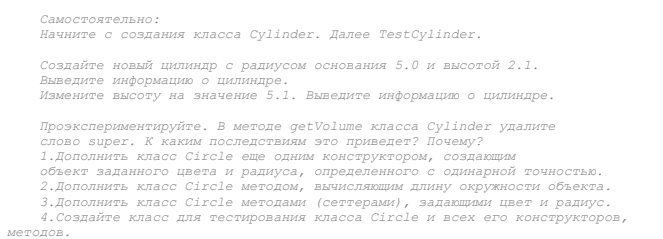 Самостоятельно:
Начните с создания класса Cylinder. Далее TestCylinder.
Создайте новый цилиндр с радиусом основания 5.0 и высотой 2.1.
Выведите информацию о цилиндре.
Измените высоту на значение 5.1. Выведите информацию о цилиндре.
Проэкспериментируйте. В методе getVolume класса Cylinder удалите
слово super. К каким последствиям это приведет? Почему?
1.Дополнить класс Circle еще одним конструктором, создающим
объект заданного цвета и радиуса, определенного с одинарной точностью.
2.Дополнить класс Circle методом, вычисляющим длину окружности объекта.
3.Дополнить класс Circle методами (сеттерами), задающими цвет и радиус.
4.Создайте класс для тестирования класса Circle и всех его конструкторов,
методов.